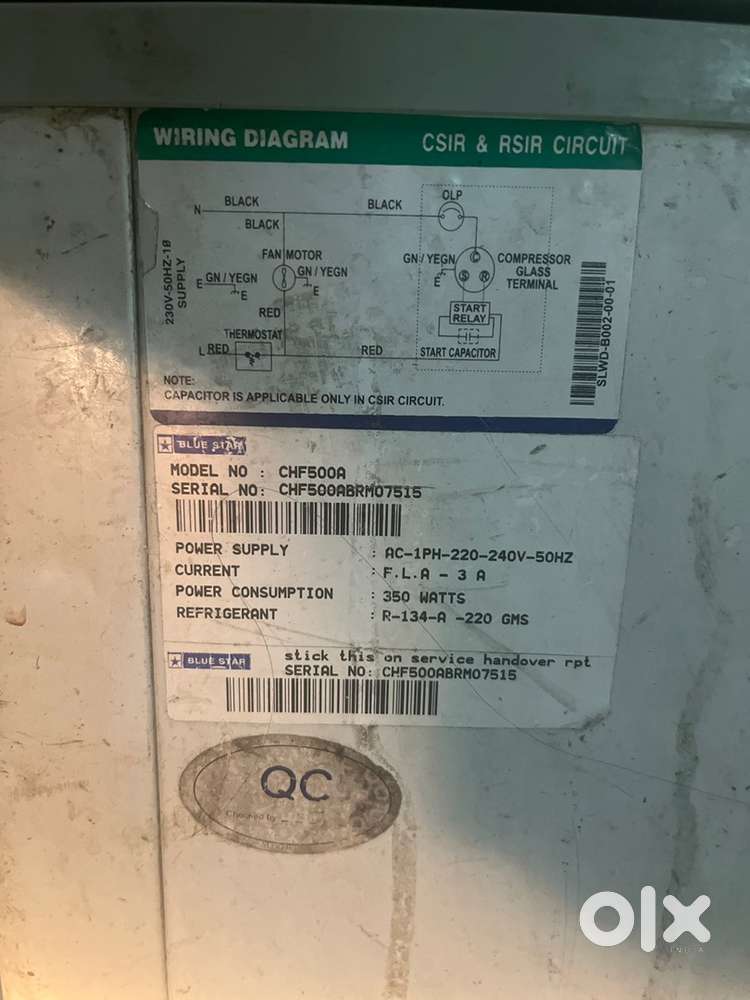 WIRING DIAGRAM CSIR & RSIR CIRCUIT
OLP
BLACK
N
BLACK
BLACK
FAN MOTOR
GN / YEGN
E
E
GN / YEGN
E
GN / YEGN
E
C
S R
COMPRESSOR
GLASS
TERMINAL
230V-50HZ-1Ø
SUPPLY
RED
START
RELAY
THERMOSTAT
L RED
RED
START CAPACITOR
SLWD-B002-00-01
NOTE:
CAPACITOR IS APPLICABLE ONLY IN CSIR CIRCUIT.
BLUE STAR
MODEL NO : CHF500A
SERIAL NO: CHF500ABRM07515
POWER SUPPLY : AC-1PH-220-240V-50HZ
CURRENT : F.L.A - 3 A
POWER CONSUMPTION : 350 WATTS
REFRIGERANT : R-134-A -220 GMS
BLUE STAR stick this on service handover rpt
SERIAL NO: CHF500ABRM07515
QC
Checked by
olx
INDIA